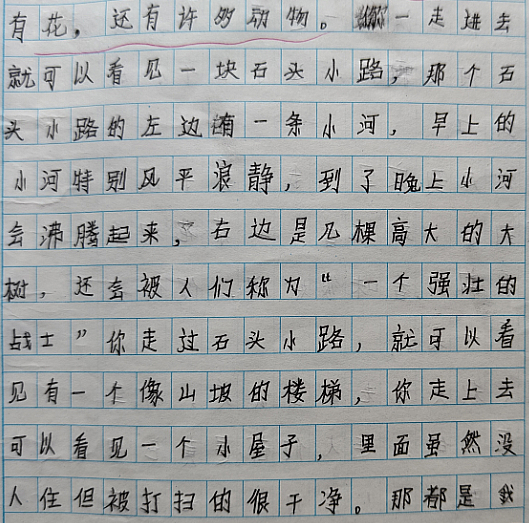 有花，还有许多动物。你一走进去
就可以看见一块石头小路，那个石
头小路的左边有一条小河，早上的
小河特别风平浪静，到了晚上小河
会沸腾起来，右边是几棵高大的大
树，还会被人们称为“一个强壮的
战士”你走过石头小路，就可以看
见有一个像山坡的楼梯，你走上去
可以看见一个小屋子，里面虽然没
人住但被打扫的很干净。那都是我